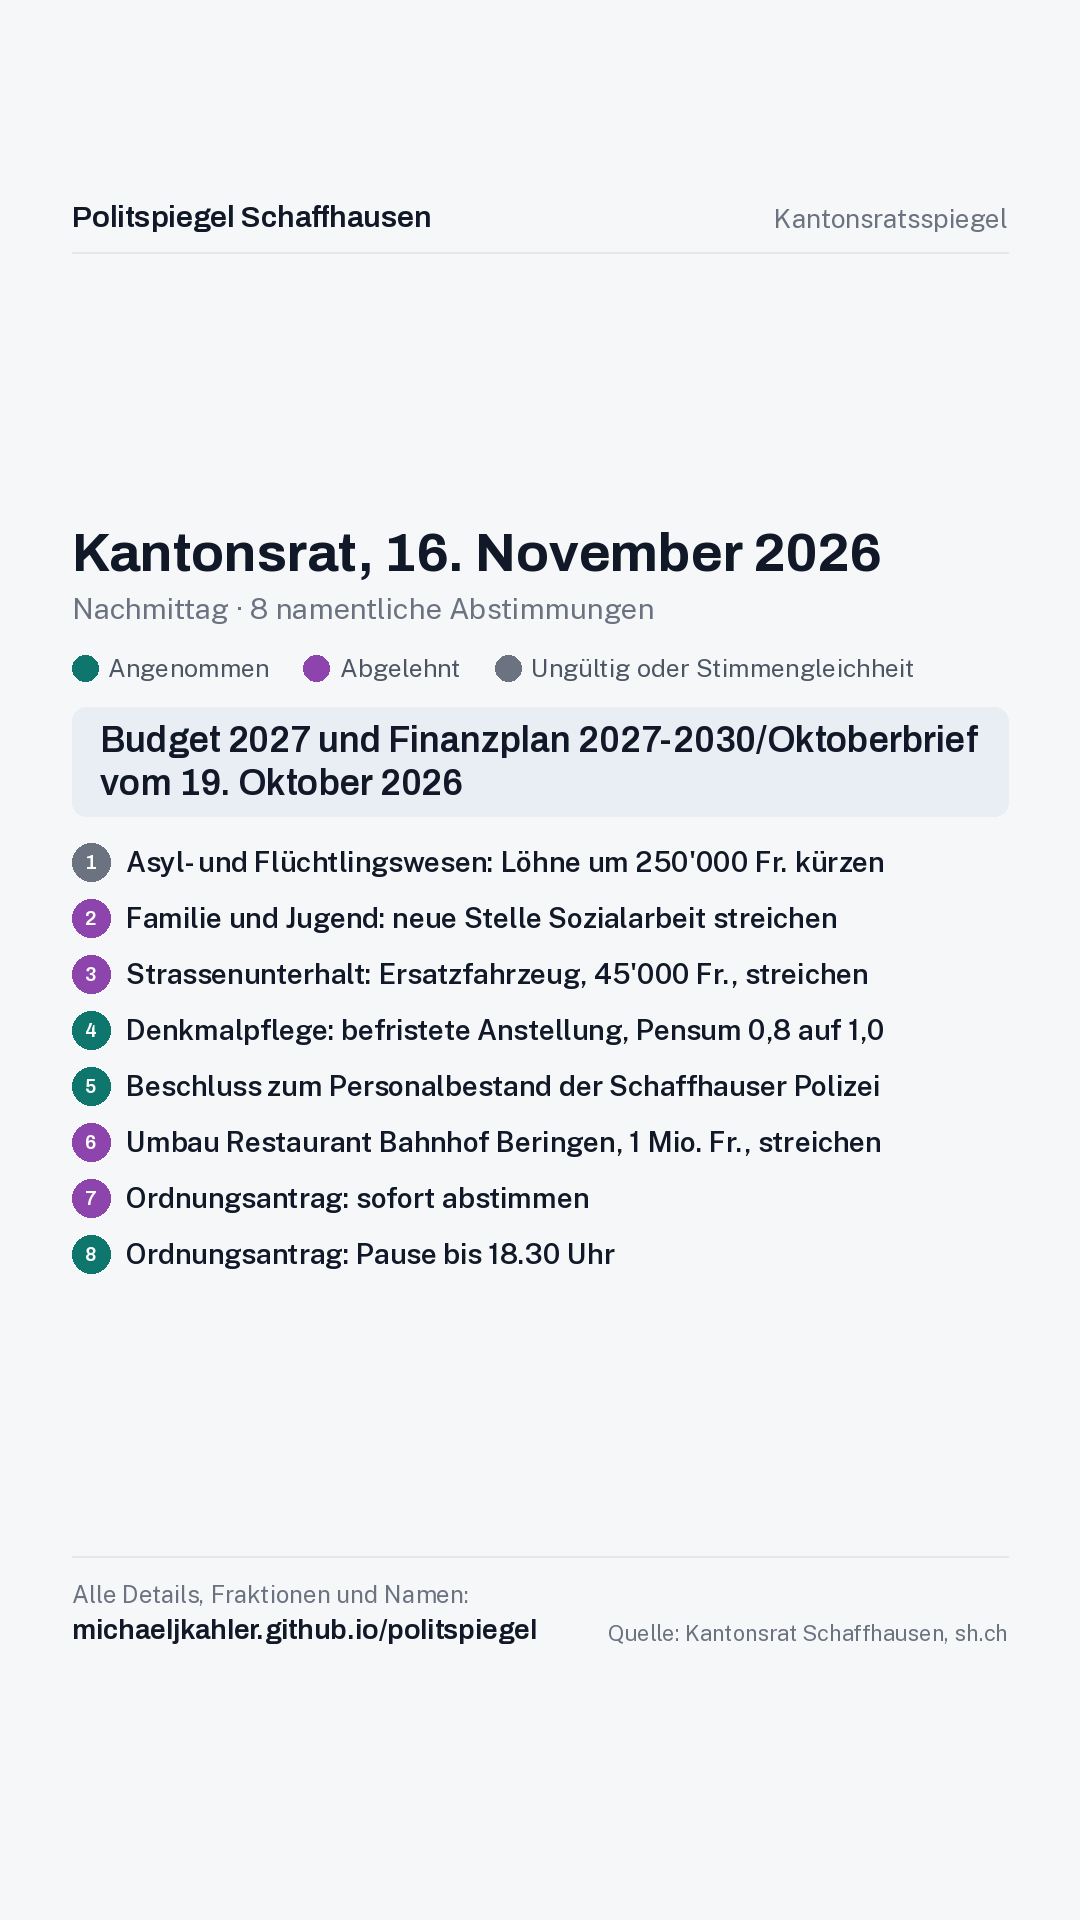 Politspiegel Schaffhausen
Kantonsratsspiegel
Kantonsrat, 16. November 2026
Nachmittag · 8 namentliche Abstimmungen
Angenommen Abgelehnt Ungültig oder Stimmengleichheit
Budget 2027 und Finanzplan 2027-2030/Oktoberbrief
vom 19. Oktober 2026
1 Asyl- und Flüchtlingswesen: Löhne um 250'000 Fr. kürzen
2 Familie und Jugend: neue Stelle Sozialarbeit streichen
3 Strassenunterhalt: Ersatzfahrzeug, 45'000 Fr., streichen
4 Denkmalpflege: befristete Anstellung, Pensum 0,8 auf 1,0
5 Beschluss zum Personalbestand der Schaffhauser Polizei
6 Umbau Restaurant Bahnhof Beringen, 1 Mio. Fr., streichen
7 Ordnungsantrag: sofort abstimmen
8 Ordnungsantrag: Pause bis 18.30 Uhr
Alle Details, Fraktionen und Namen:
michaeljkahler.github.io/politspiegel
Quelle: Kantonsrat Schaffhausen, sh.ch